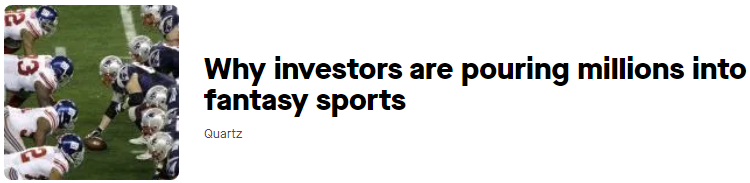 Why investors are pouring millions into
fantasy sports
Quartz